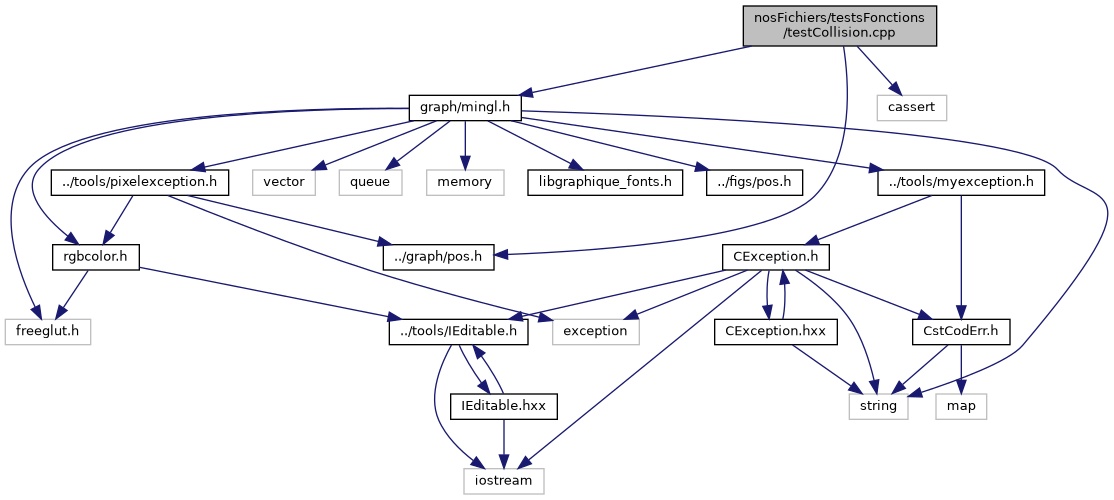 nosFichiers/testsFonctions
/testCollision.cpp
graph/mingl.h
cassert
../tools/pixelexception.h
vector
queue
memory
libgraphique_fonts.h
../figs/pos.h
../tools/myexception.h
rgbcolor.h
../graph/pos.h
CException.h
freeglut.h
../tools/IEditable.h
exception
CException.hxx
CstCodErr.h
IEditable.hxx
string
map
iostream